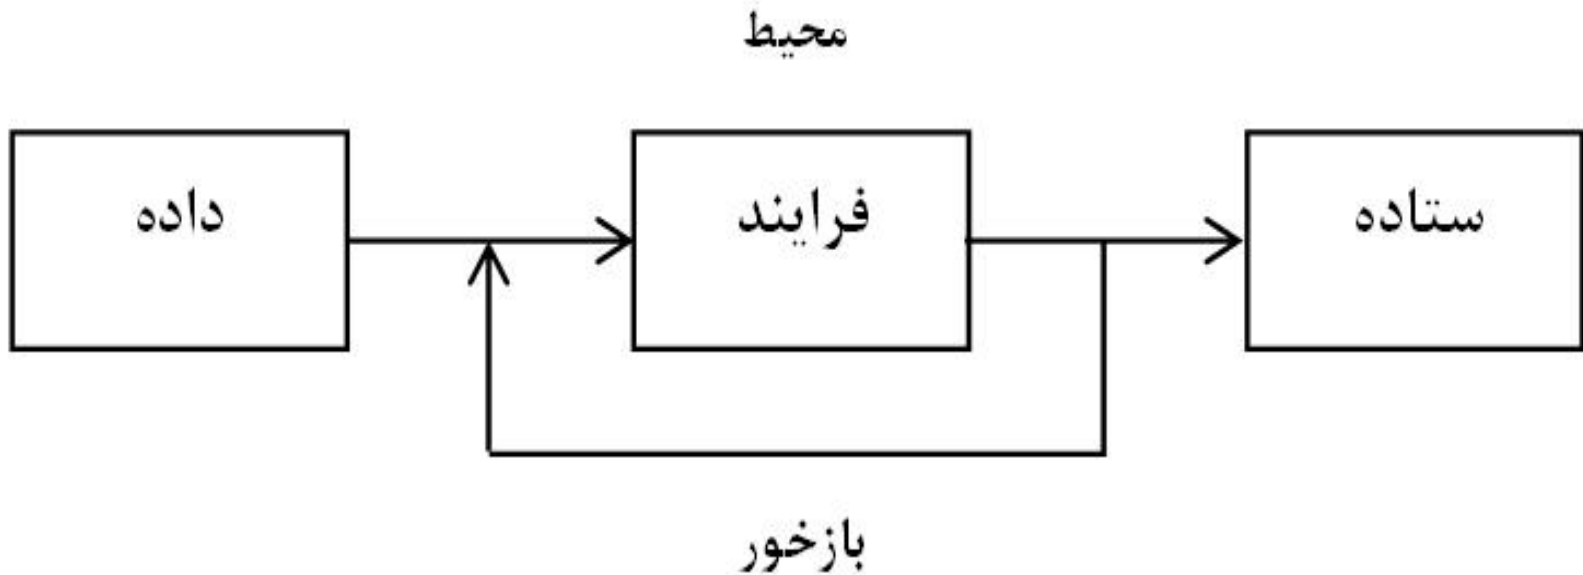 محیط
داده
فرایند
ستاده
بازخور